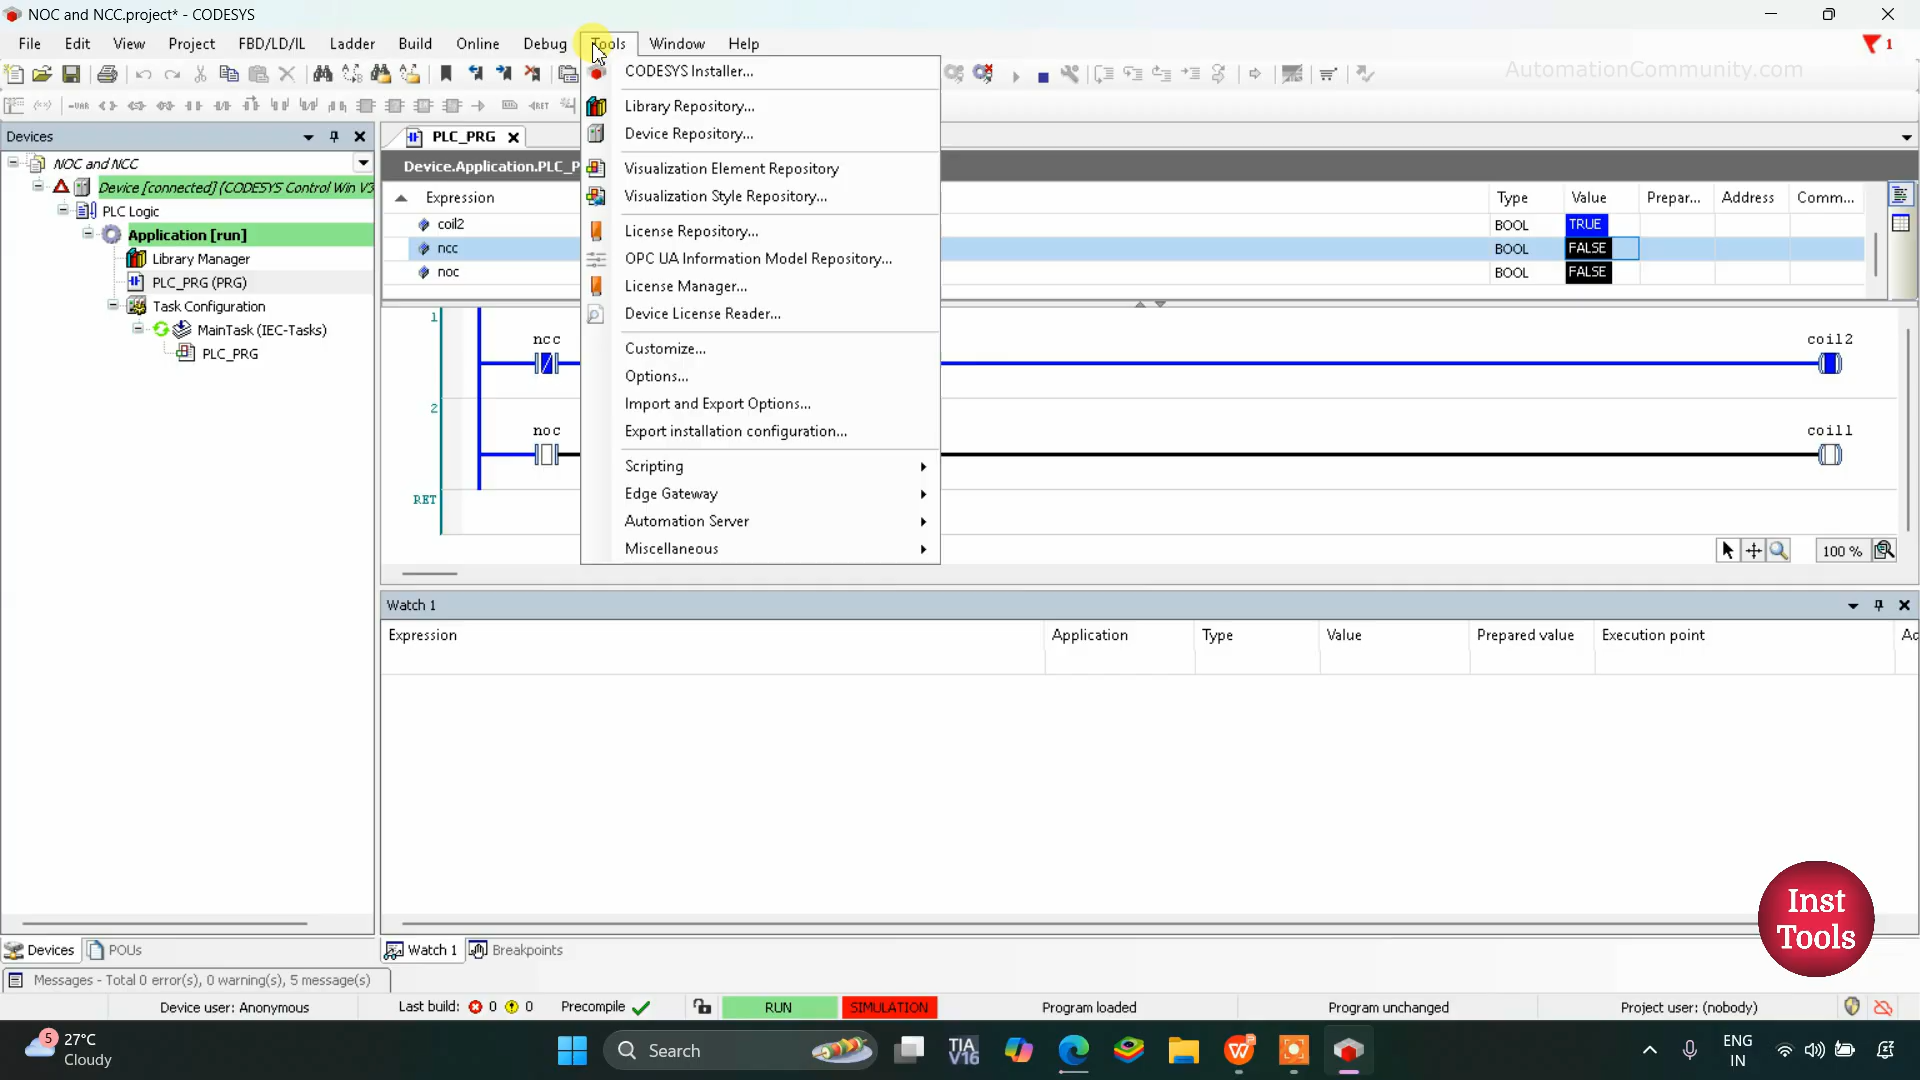 NOC and NCC.project* - CODESYS
File Edit View Project FBD/LD/IL Ladder Build Online Debug Tools Window Help
1
AutomationCommunity.com
CODESYS Installer...
Library Repository...
Device Repository...
Visualization Element Repository
Visualization Style Repository...
License Repository...
OPC UA Information Model Repository...
License Manager...
Device License Reader...
Customize...
Options...
Import and Export Options...
Export installation configuration...
Scripting
Edge Gateway
Automation Server
Miscellaneous
Devices
NOC and NCC
Device [connected] (CODESYS Control Win V3
PLC Logic
Application [run]
Library Manager
PLC_PRG (PRG)
Task Configuration
MainTask (IEC-Tasks)
PLC_PRG
PLC_PRG
Device.Application.PLC_P
Expression Type Value Prepar... Address Comm...
coil2 BOOL TRUE
ncc BOOL FALSE
noc BOOL FALSE
1
ncc coil2
2
noc coil1
RET
100 %
Watch 1
Expression Application Type Value Prepared value Execution point Ac
Inst
Tools
Devices POUs
Watch 1 Breakpoints
Messages - Total 0 error(s), 0 warning(s), 5 message(s)
Device user: Anonymous Last build: 0 0 Precompile RUN SIMULATION Program loaded Program unchanged Project user: (nobody)
5
27°C
Cloudy
Search
TIA
V16
ENG
IN